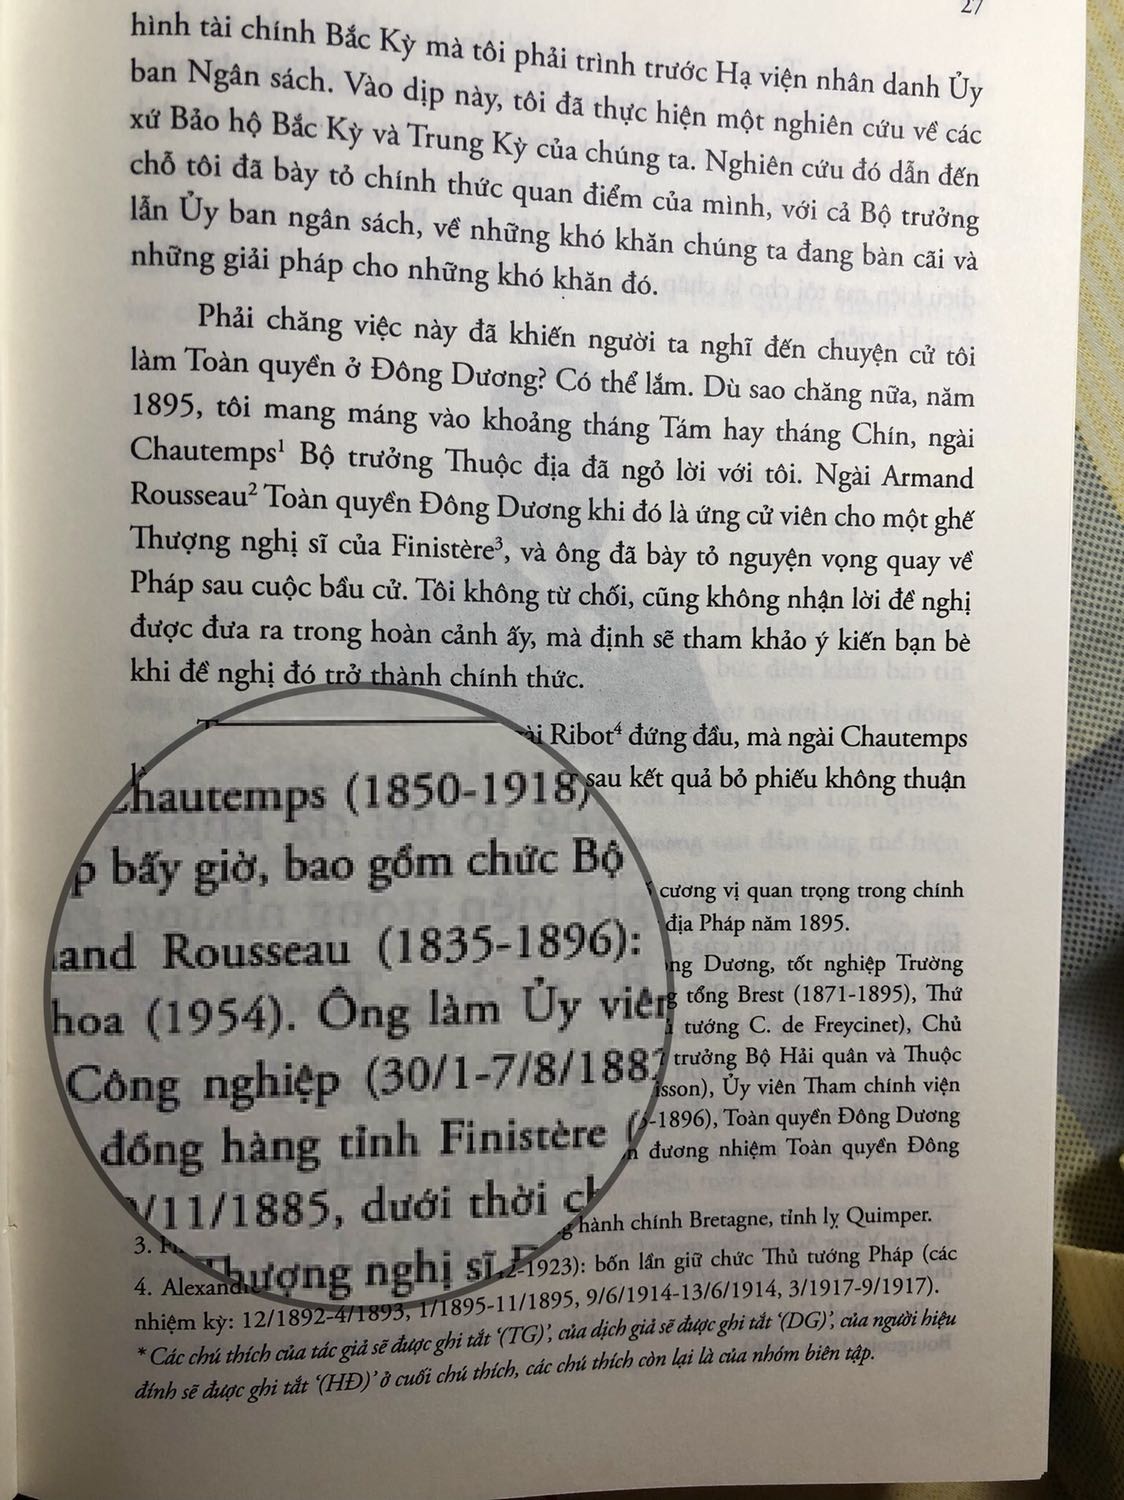 27
hình tài chính Bắc Kỳ mà tôi phải trình trước Hạ viện nhân danh Ủy
ban Ngân sách. Vào dịp này, tôi đã thực hiện một nghiên cứu về các
xứ Bảo hộ Bắc Kỳ và Trung Kỳ của chúng ta. Nghiên cứu đó dẫn đến
chỗ tôi đã bày tỏ chính thức quan điểm của mình, với cả Bộ trưởng
lẫn Ủy ban ngân sách, về những khó khăn chúng ta đang bàn cãi và
những giải pháp cho những khó khăn đó.
Phải chăng việc này đã khiến người ta nghĩ đến chuyện cử tôi
làm Toàn quyền ở Đông Dương? Có thể lắm. Dù sao chăng nữa, năm
1895, tôi mang máng vào khoảng tháng Tám hay tháng Chín, ngài
Chautemps¹ Bộ trưởng Thuộc địa đã ngỏ lời với tôi. Ngài Armand
Rousseau² Toàn quyền Đông Dương khi đó là ứng cử viên cho một ghế
Thượng nghị sĩ của Finistère³, và ông đã bày tỏ nguyện vọng quay về
Pháp sau cuộc bầu cử. Tôi không từ chối, cũng không nhận lời đề nghị
được đưa ra trong hoàn cảnh ấy, mà định sẽ tham khảo ý kiến bạn bè
khi đề nghị đó trở thành chính thức.
Ribot⁴ đứng đầu, mà ngài Chautemps
sau kết quả bỏ phiếu không thuận
Chautemps (1850-1918)
p bấy giờ, bao gồm chức Bộ
and Rousseau (1835-1896):
hoa (1954). Ông làm Ủy viên
Công nghiệp (30/1-7/8/1882
đồng hàng tỉnh Finistère (
/11/1885, dưới thời ch
Thượng nghị sĩ F
cương vị quan trọng trong chính
địa Pháp năm 1895.
ng Dương, tốt nghiệp Trường
tổng Brest (1871-1895), Thứ
tướng C. de Freycinet), Chủ
trưởng Bộ Hải quân và Thuộc
isson), Ủy viên Tham chính viện
-1896), Toàn quyền Đông Dương
đương nhiệm Toàn quyền Đông
3.
g hành chính Bretagne, tỉnh lỵ Quimper.
4. Alexand
2-1923): bốn lần giữ chức Thủ tướng Pháp (các
nhiệm kỳ: 12/1892-4/1893, 1/1895-11/1895, 9/6/1914-13/6/1914, 3/1917-9/1917).
* Các chú thích của tác giả sẽ được ghi tắt ‘(TG)’, của dịch giả sẽ được ghi tắt ‘(DG)’, của người hiệu
đính sẽ được ghi tắt ‘(HĐ)’ ở cuối chú thích, các chú thích còn lại là của nhóm biên tập.